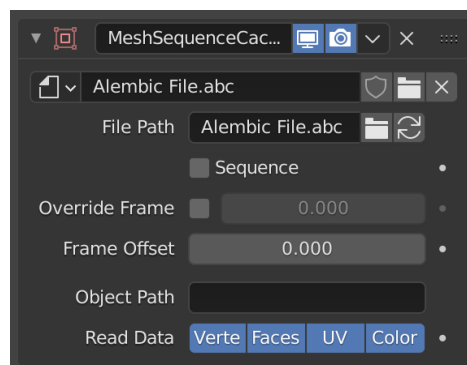 MeshSequenceCac...
Alembic File.abc
File Path Alembic File.abc
Sequence
Override Frame 0.000
Frame Offset 0.000
Object Path
Read Data Verte Faces UV Color